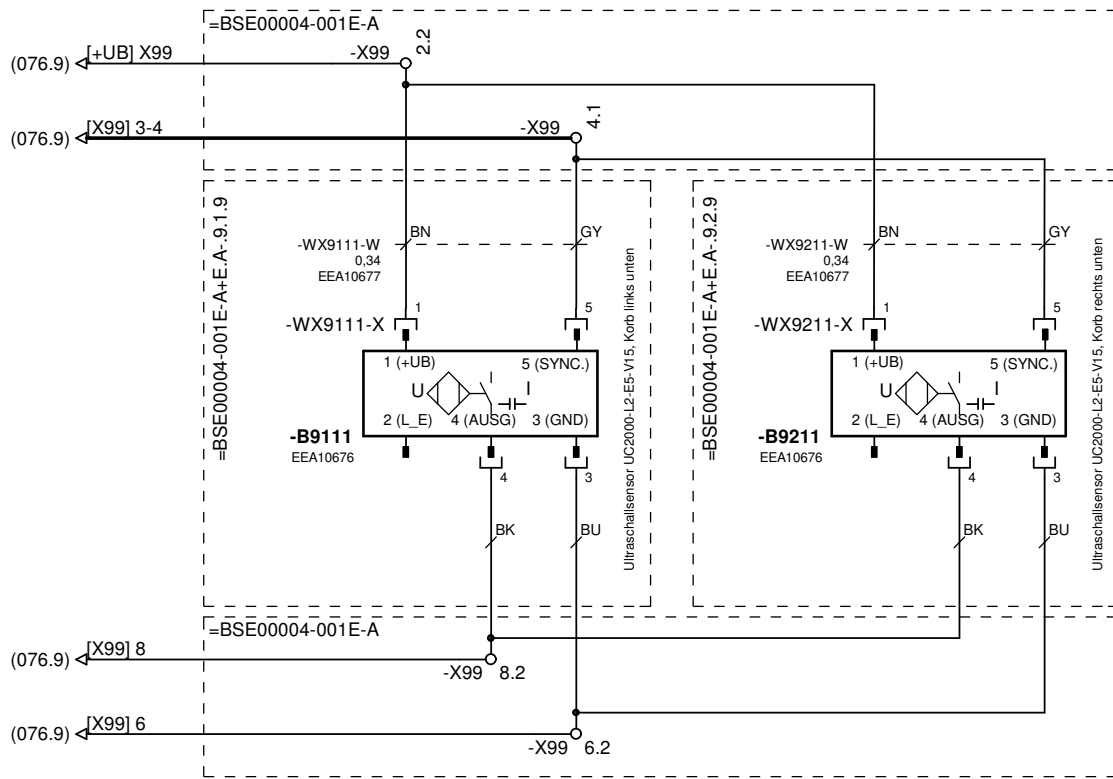 =BSE00004-001E-A
(076.9) [+UB] X99 -X99 2.2
(076.9) [X99] 3-4 -X99 4.1
=BSE00004-001E-A+E.A-.9.1.9
-WX9111-W
0,34
EEA10677
BN
GY
-WX9111-X
1
5
1 (+UB)
5 (SYNC.)
U
I
I
2 (L_E) 4 (AUSG) 3 (GND)
-B9111
EEA10676
4
3
BK
BU
Ultraschallsensor UC2000-L2-E5-V15, Korb links unten
=BSE00004-001E-A+E.A-.9.2.9
-WX9211-W
0,34
EEA10677
BN
GY
-WX9211-X
1
5
1 (+UB)
5 (SYNC.)
U
I
I
2 (L_E) 4 (AUSG) 3 (GND)
-B9211
EEA10676
4
3
BK
BU
Ultraschallsensor UC2000-L2-E5-V15, Korb rechts unten
=BSE00004-001E-A
(076.9) [X99] 8 -X99 8.2
(076.9) [X99] 6 -X99 6.2